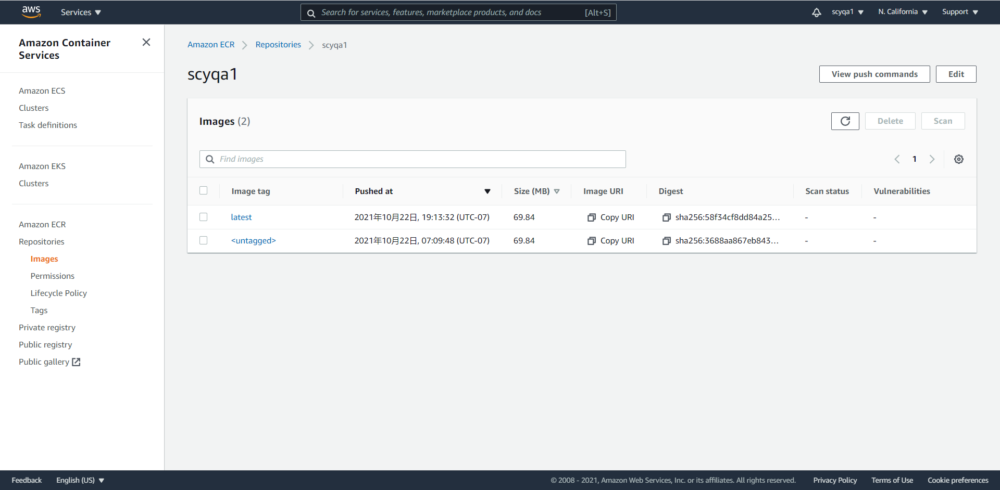 aws
Services
Search for services, features, marketplace products, and docs [Alt+S]
scyqa1
N. California
Support
Amazon Container
Services
Amazon ECS
Clusters
Task definitions
Amazon EKS
Clusters
Amazon ECR
Repositories
Images
Permissions
Lifecycle Policy
Tags
Private registry
Public registry
Public gallery
Amazon ECR Repositories scyqa1
scyqa1
View push commands
Edit
Images (2)
Delete
Scan
Find images
1
Image tag Pushed at Size (MB) Image URI Digest Scan status Vulnerabilities
latest 2021年10月22日, 19:13:32 (UTC-07) 69.84 Copy URI sha256:58f34cf8dd84a25... - -
<untagged> 2021年10月22日, 07:09:48 (UTC-07) 69.84 Copy URI sha256:3688aa867eb843... - -
Feedback English (US) © 2008 - 2021, Amazon Web Services, Inc. or its affiliates. All rights reserved. Privacy Policy Terms of Use Cookie preferences